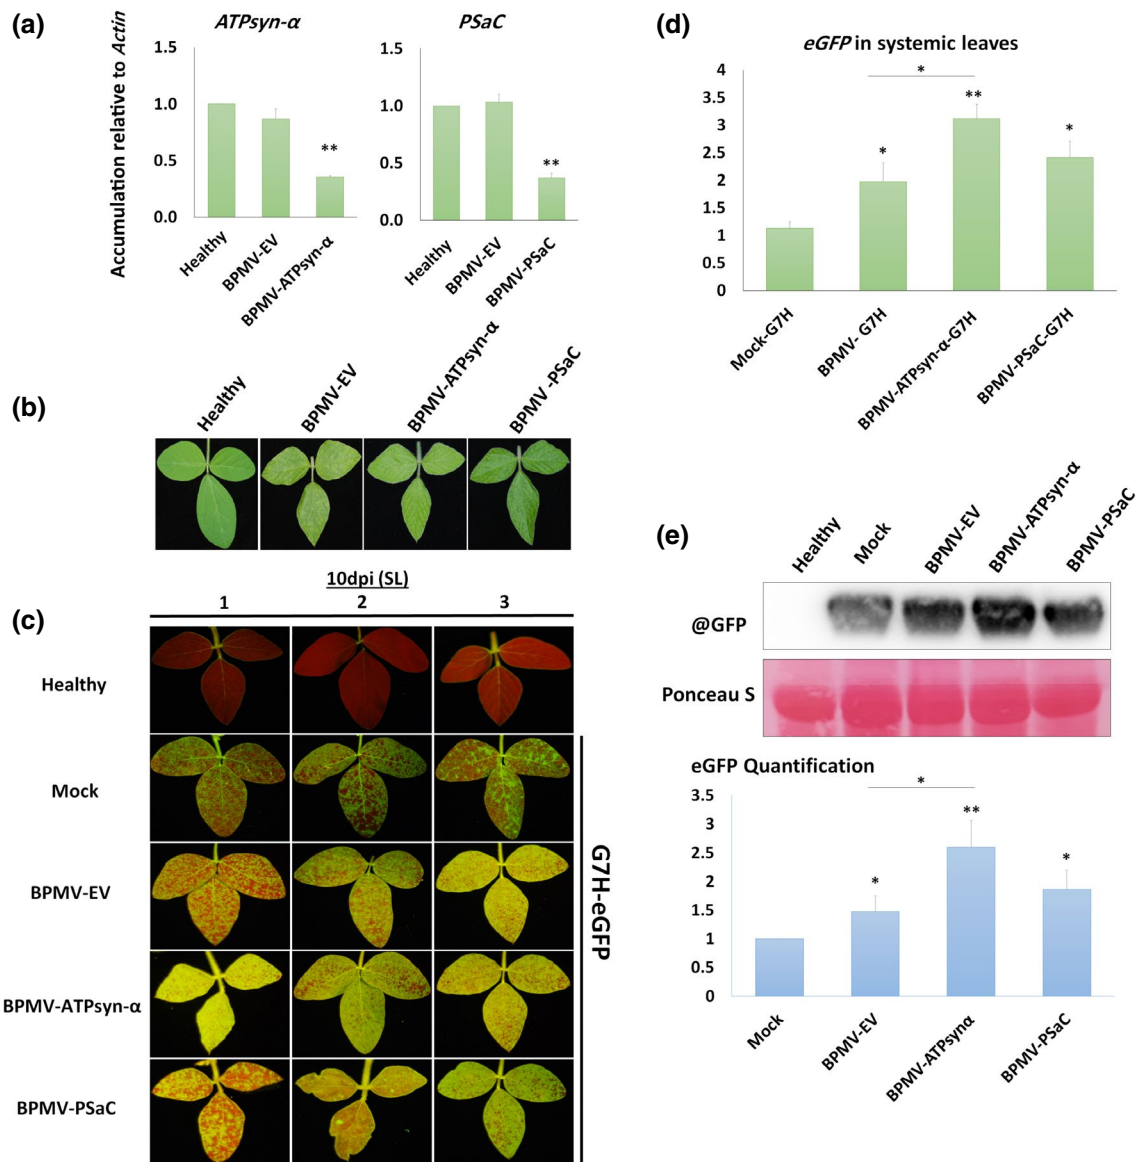 (a)
ATPsyn-α
PSaC
Accumulation relative to Actin
1.5
1.0
0.5
0.0
**
Healthy
BPMV-EV
BPMV-ATPsyn-α
1.5
1.0
0.5
0.0
**
Healthy
BPMV-EV
BPMV-PSaC
(b)
Healthy
BPMV-EV
BPMV-ATPsyn-α
BPMV -PSaC
(c)
10dpi (SL)
1 2 3
Healthy
Mock
BPMV-EV
BPMV-ATPsyn-α
BPMV-PSaC
G7H-eGFP
(d)
eGFP in systemic leaves
4
3.5
3
2.5
2
1.5
1
0.5
0
*
*
**
*
Mock-G7H
BPMV- G7H
BPMV-ATPsyn-α-G7H
BPMV-PSaC-G7H
(e)
Healthy
Mock
BPMV-EV
BPMV-ATPsyn-α
BPMV-PSaC
@GFP
Ponceau S
eGFP Quantification
3.5
3
2.5
2
1.5
1
0.5
0
*
*
**
*
Mock
BPMV-EV
BPMV-ATPsynα
BPMV-PSaC